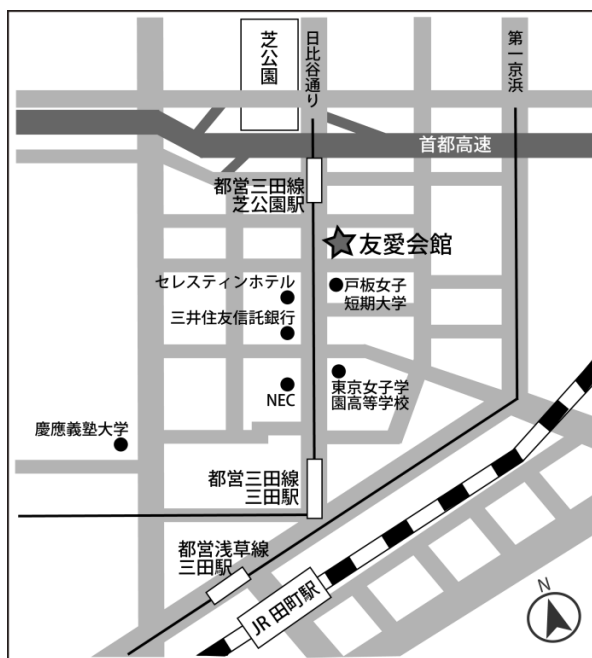 芝公園
日比谷通り
第一京浜
首都高速
都営三田線
芝公園駅
友愛会館
セレスティンホテル
戸板女子
短期大学
三井住友信託銀行
NEC
東京女子学
園高等学校
慶應義塾大学
都営三田線
三田駅
都営浅草線
三田駅
JR 田町駅
N